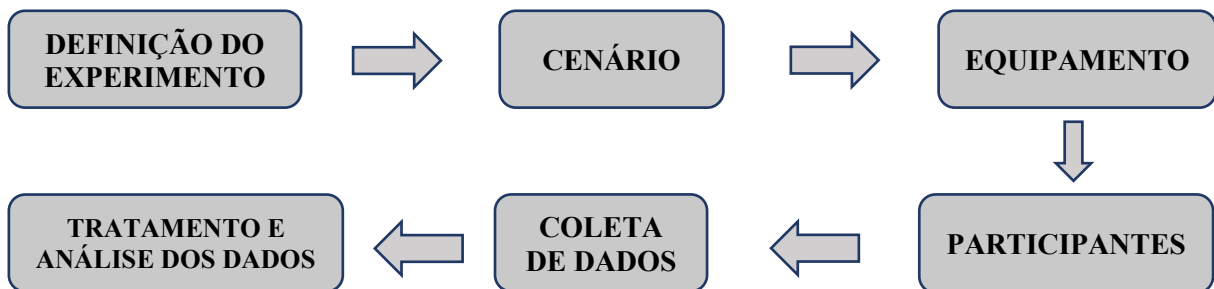 DEFINIÇÃO DO
EXPERIMENTO
CENÁRIO
EQUIPAMENTO
PARTICIPANTES
COLETA
DE DADOS
TRATAMENTO E
ANÁLISE DOS DADOS